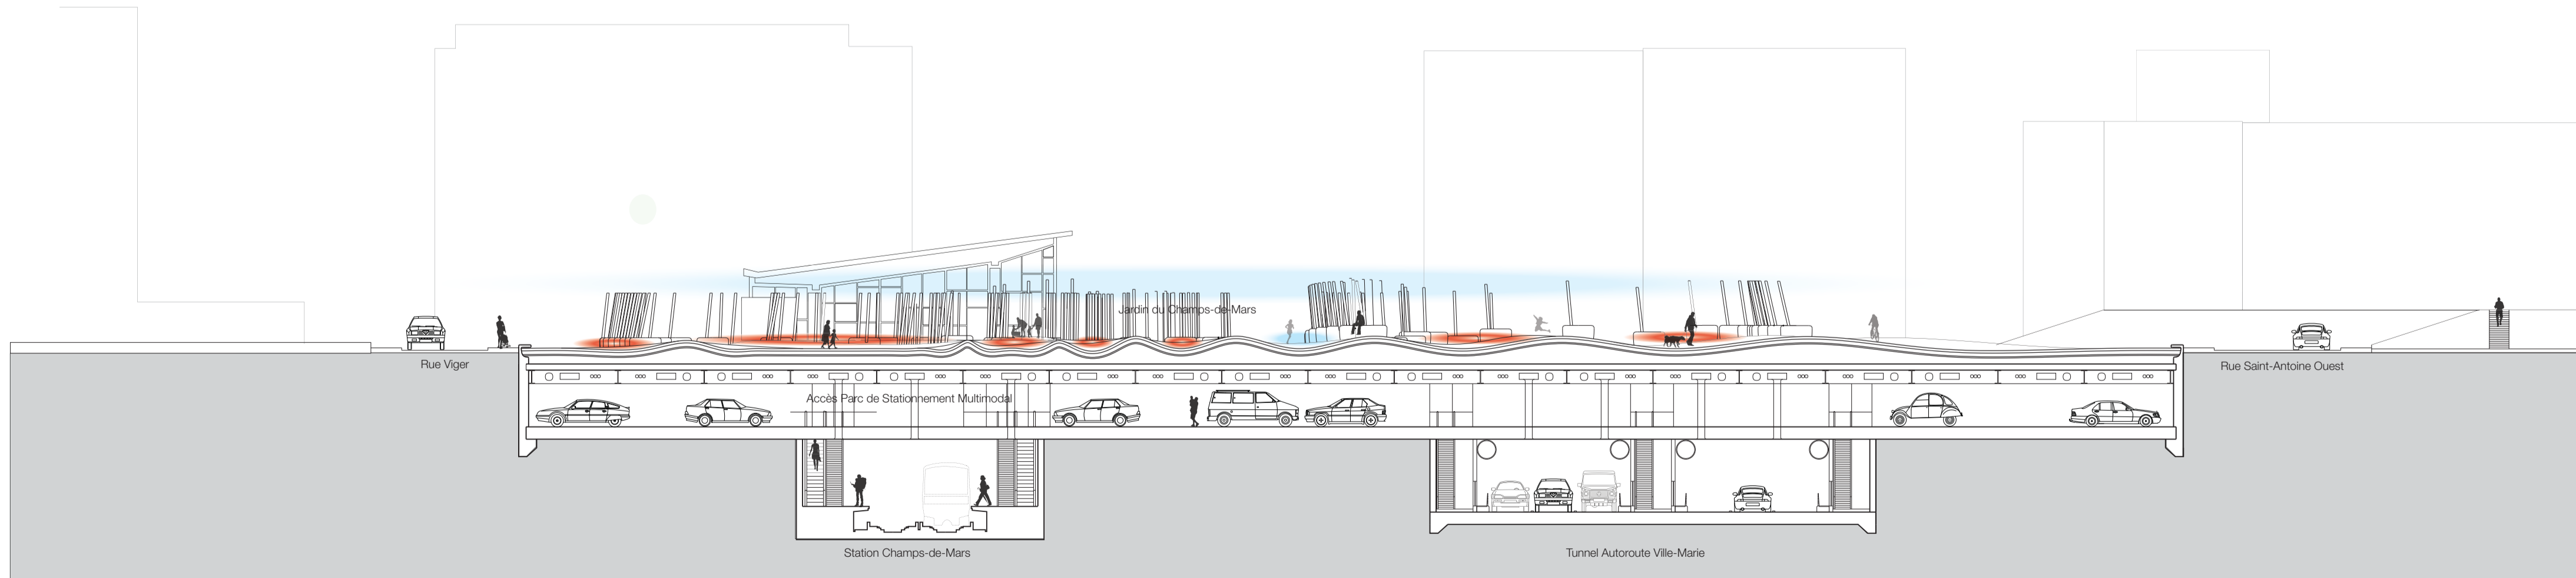 Jardin du Champs-de-Mars
Rue Viger
Rue Saint-Antoine Ouest
Accès Parc de Stationnement Multimodal
Station Champs-de-Mars
Tunnel Autoroute Ville-Marie